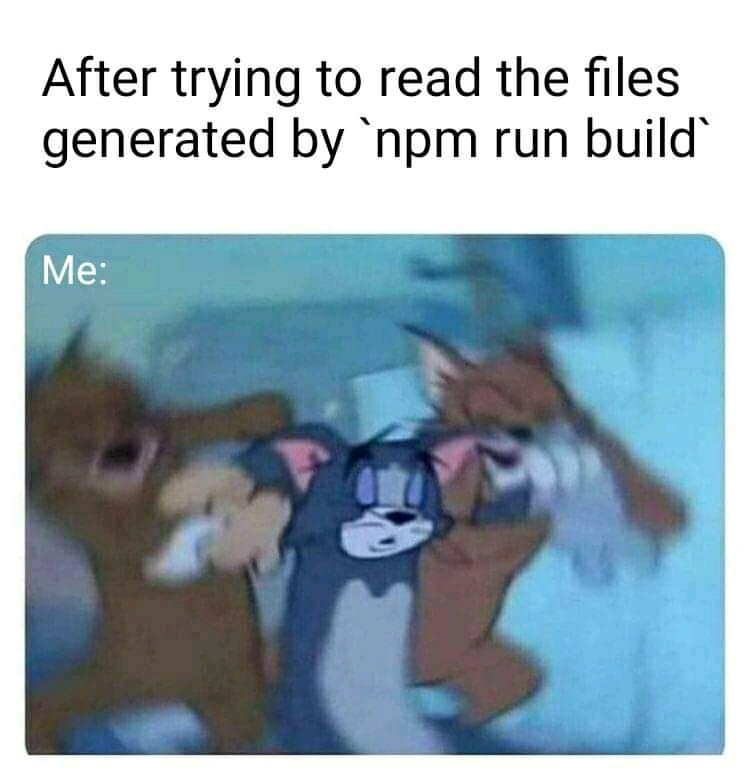 After trying to read the files
generated by `npm run build`
Me: